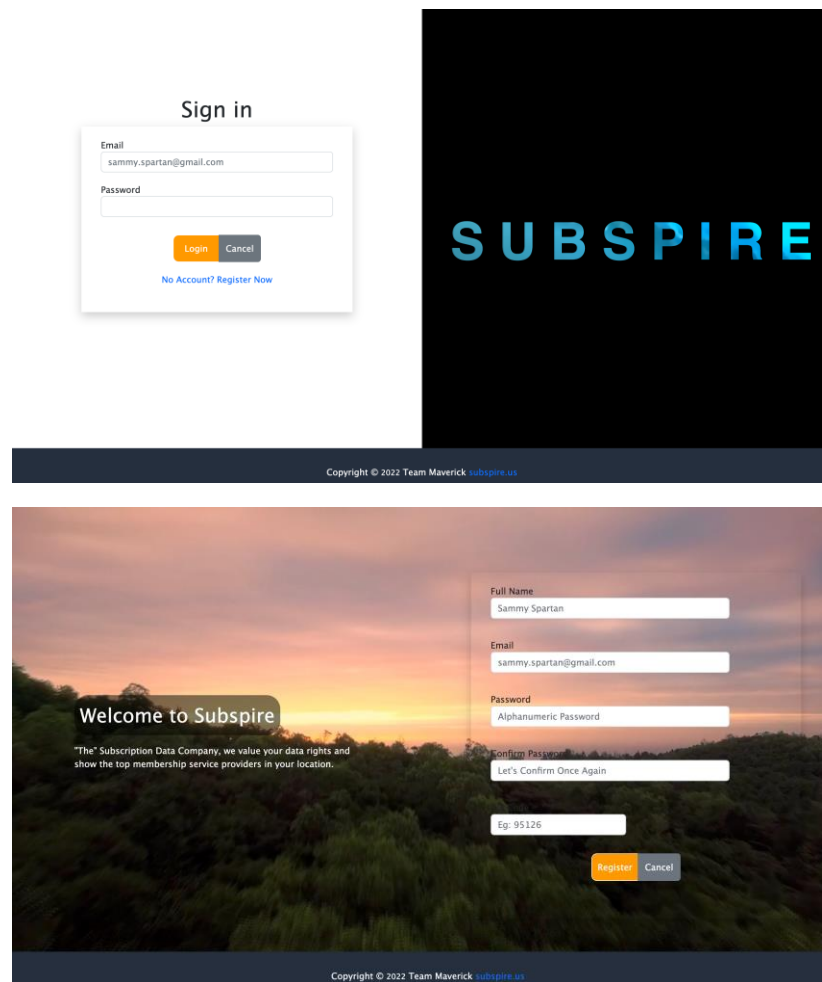 Sign in
Email
sammy.spartan@gmail.com
Password
Login Cancel
No Account? Register Now
SUBSPIRE
Copyright © 2022 Team Maverick subspire.us
Full Name
Sammy Spartan
Email
sammy.spartan@gmail.com
Password
Alphanumeric Password
Confirm Password
Let's Confirm Once Again
Eg: 95126
Register Cancel
Welcome to Subspire
"The" Subscription Data Company, we value your data rights and
show the top membership service providers in your location.
Copyright © 2022 Team Maverick subspire.us